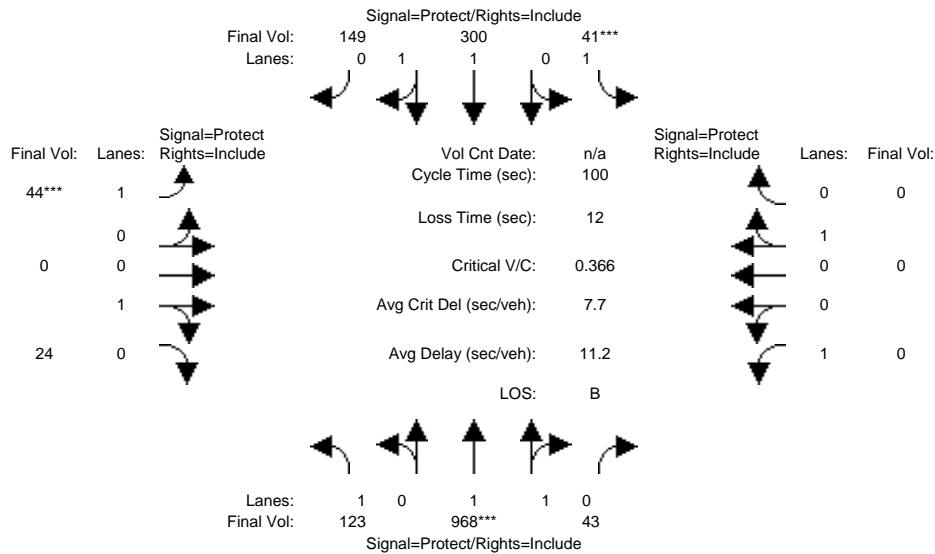 Signal=Protect/Rights=Include
Final Vol: 149 300 41***
Lanes: 0 1 1 0 1
Signal=Protect Signal=Protect
Final Vol: Lanes: Rights=Include Vol Cnt Date: n/a Rights=Include Lanes: Final Vol:
Cycle Time (sec): 100
44*** 1 0 0
Loss Time (sec): 12
0 1
0 0 Critical V/C: 0.366 0 0
1 Avg Crit Del (sec/veh): 7.7 0
24 0 Avg Delay (sec/veh): 11.2 1 0
LOS: B
Lanes: 1 0 1 1 0
Final Vol: 123 968*** 43
Signal=Protect/Rights=Include